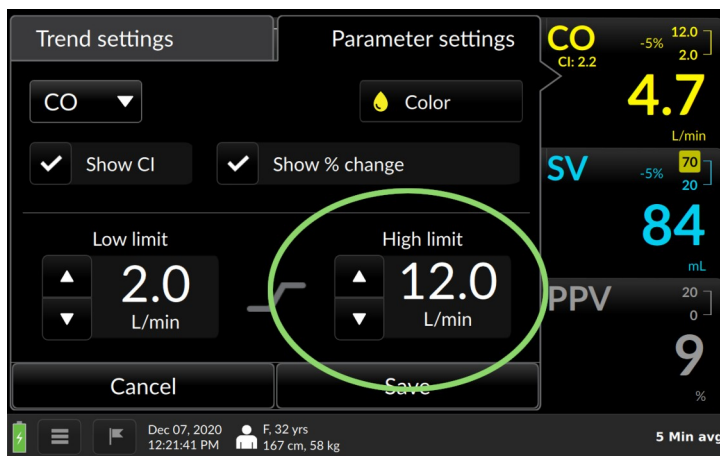 Trend settings
Parameter settings
CO
Color
Show CI
Show % change
Low limit
2.0
L/min
High limit
12.0
L/min
Cancel
Save
CO
CI: 2.2
-5%
12.0
2.0
4.7
L/min
SV
-5%
70
20
84
mL
PPV
20
0
9
%
Dec 07, 2020
12:21:41 PM
F, 32 yrs
167 cm, 58 kg
5 Min avg